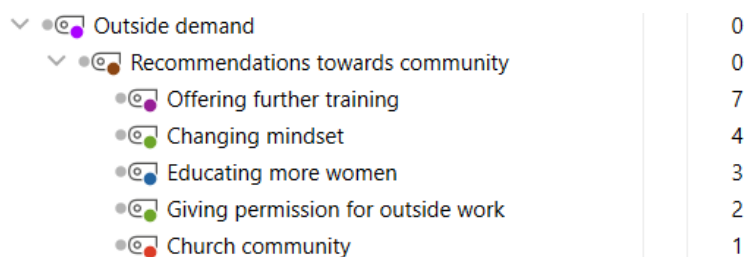 Outside demand 0
Recommendations towards community 0
Offering further training 7
Changing mindset 4
Educating more women 3
Giving permission for outside work 2
Church community 1